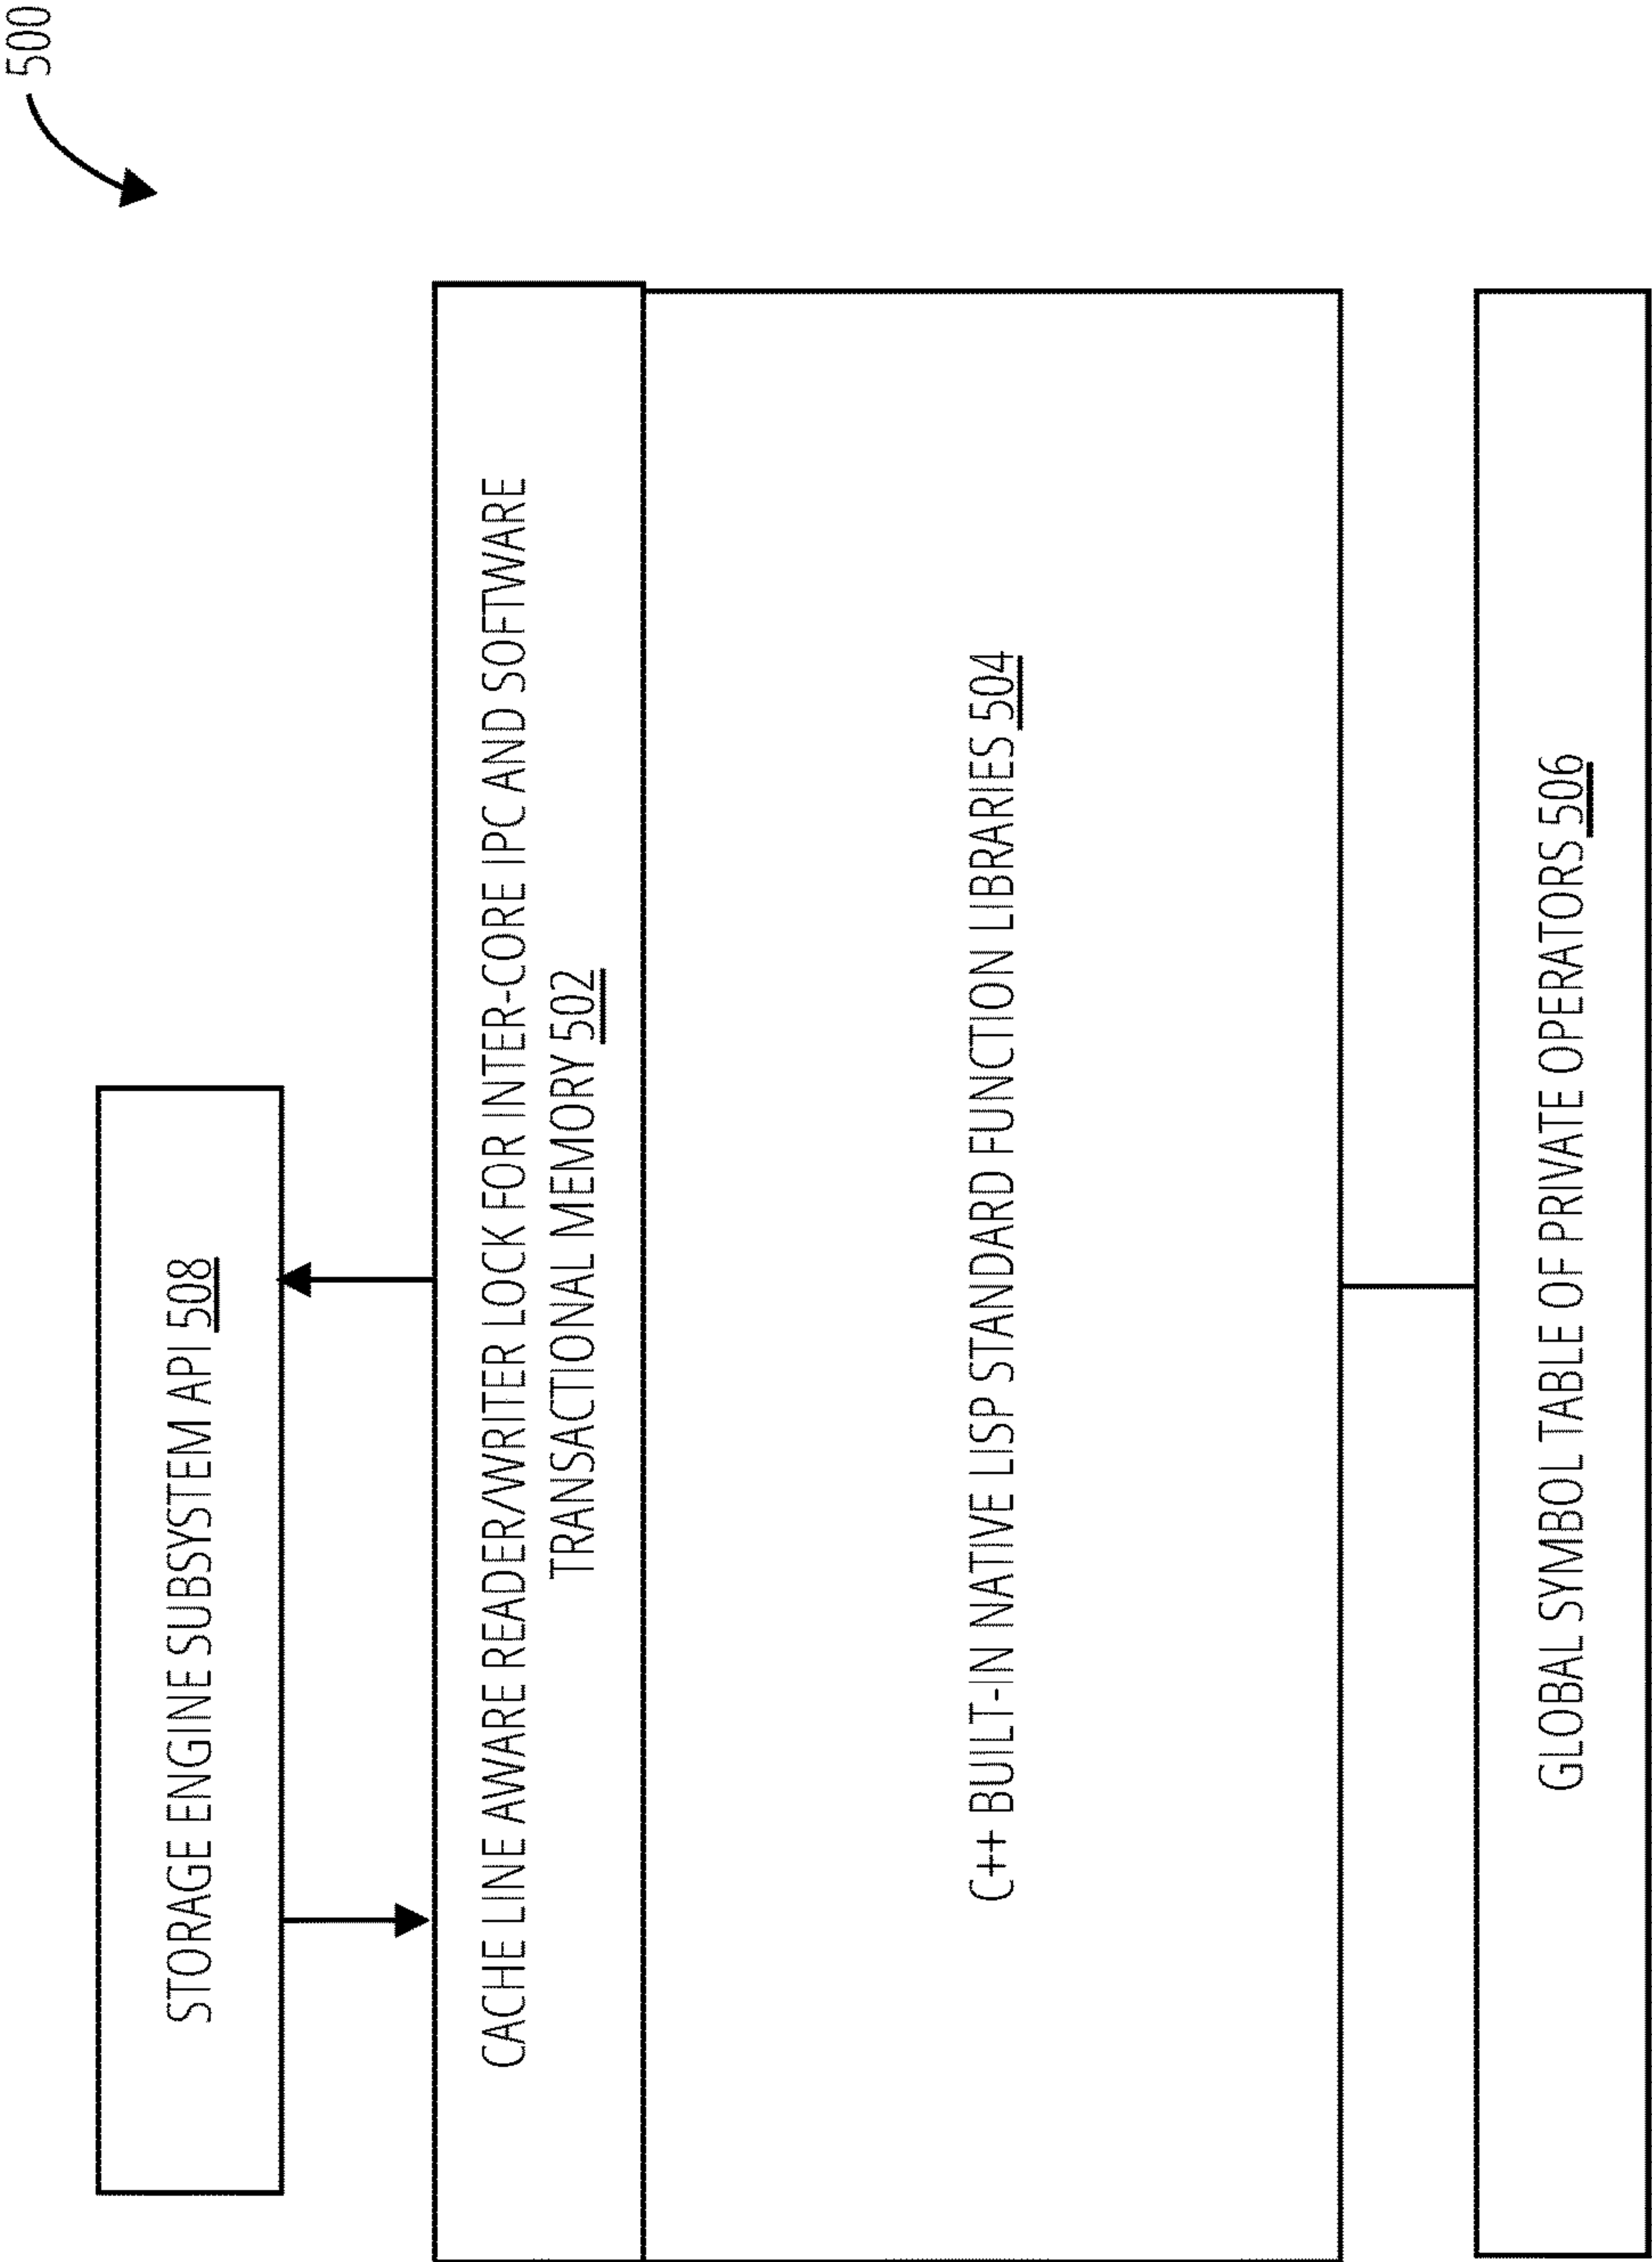 500
STORAGE ENGINE SUBSYSTEM API 508
CACHE LINE AWARE READER/WRITER LOCK FOR INTER-CORE IPC AND SOFTWARE
TRANSACTIONAL MEMORY 502
C++ BUILT-IN NATIVE LISP STANDARD FUNCTION LIBRARIES 504
GLOBAL SYMBOL TABLE OF PRIVATE OPERATORS 506